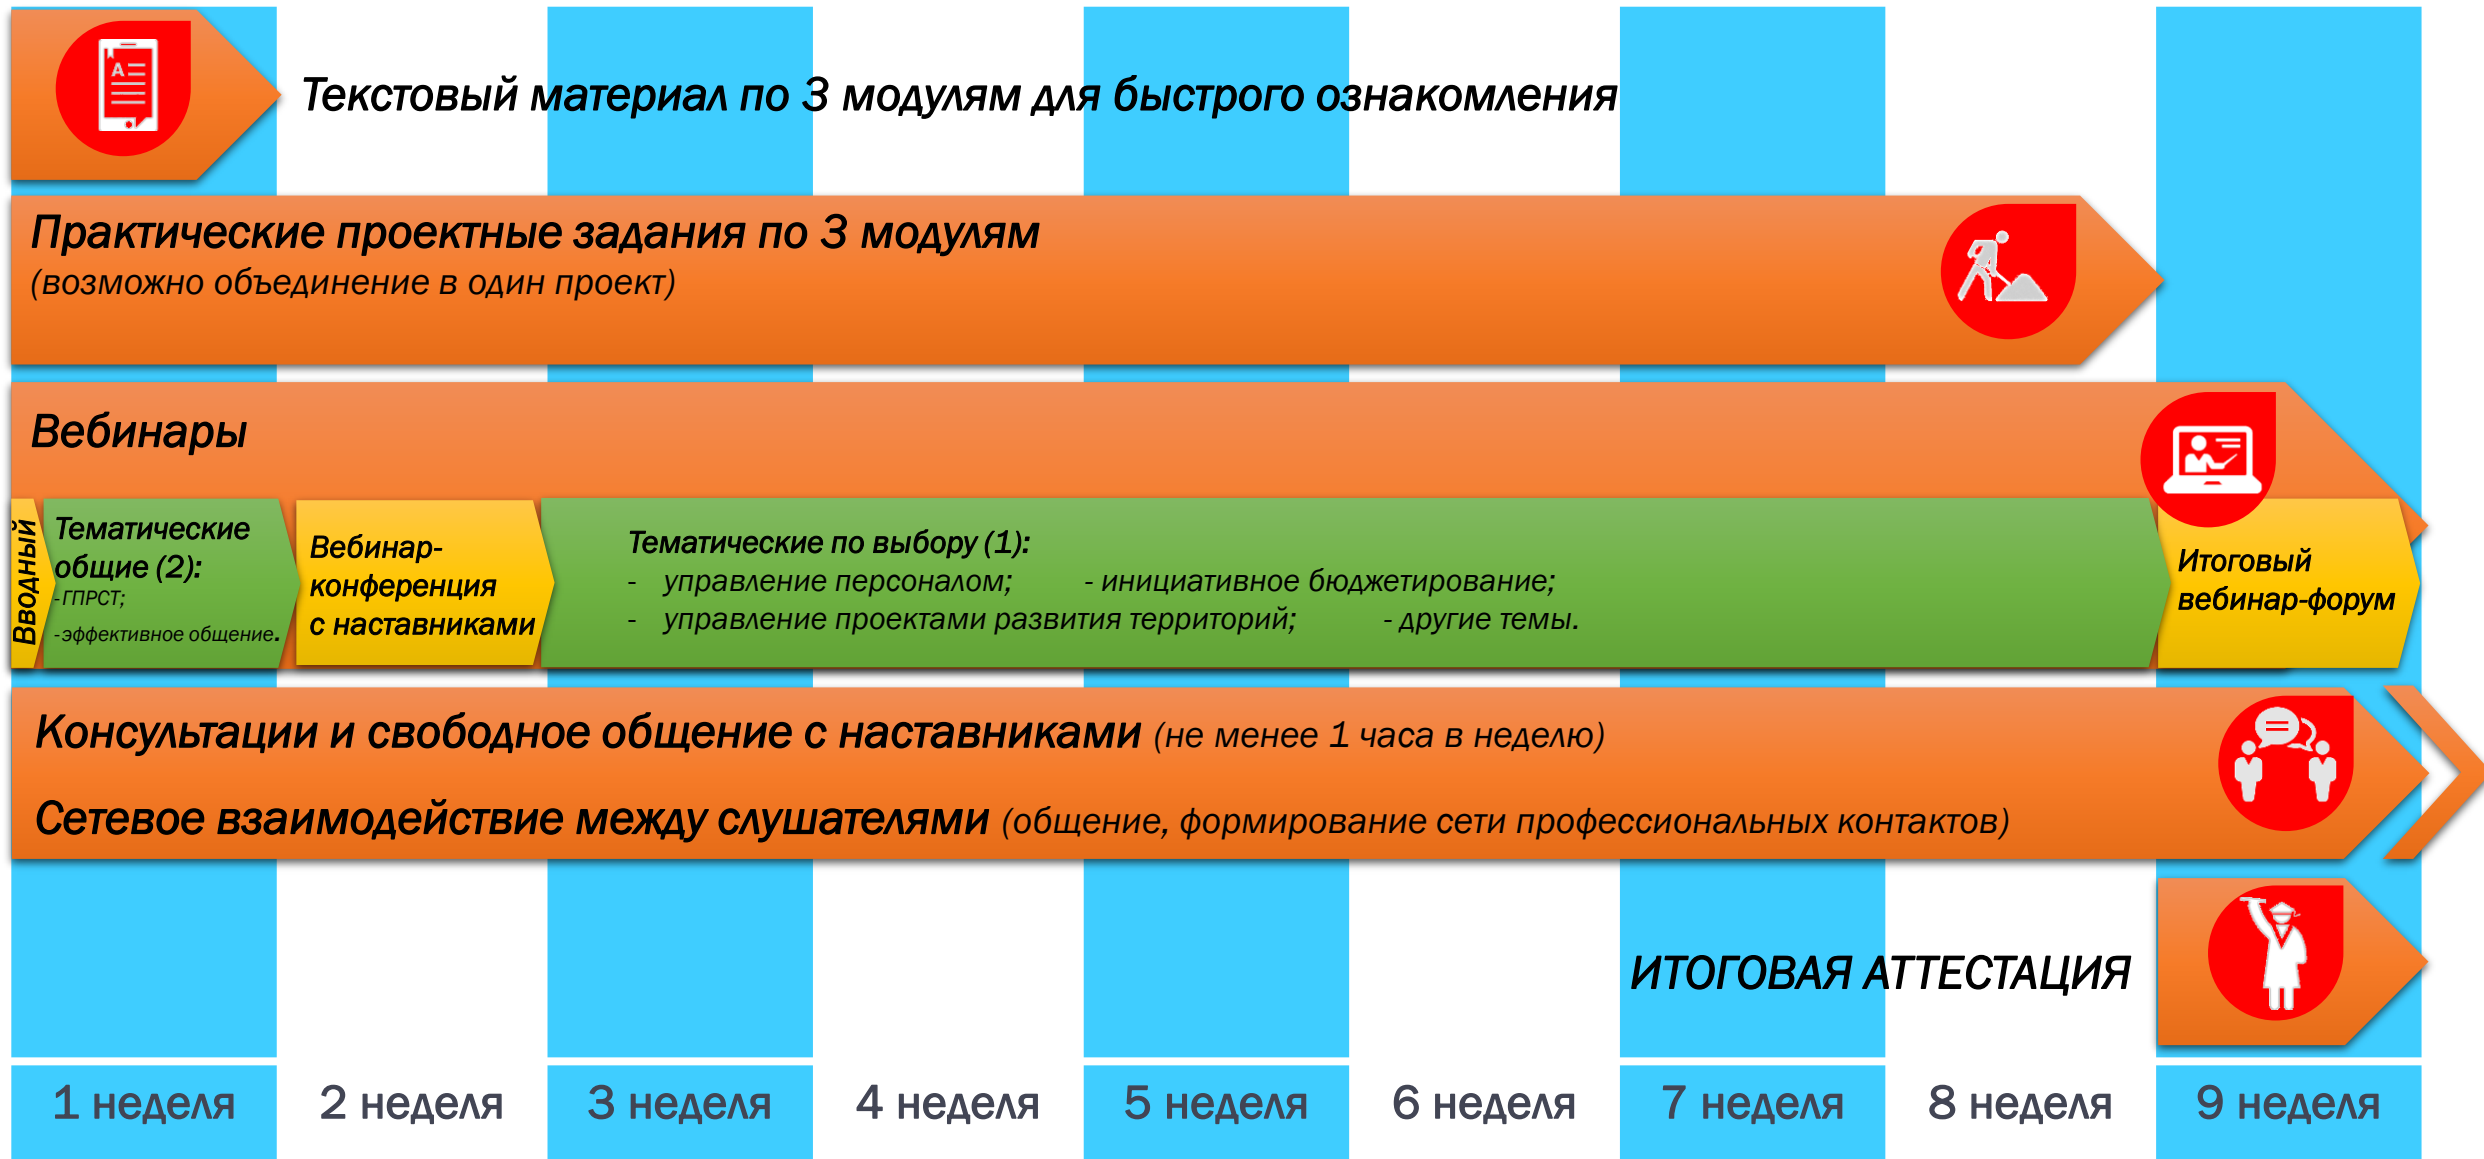 Текстовый материал по 3 модулям для быстрого ознакомления
Практические проектные задания по 3 модулям
(возможно объединение в один проект)
Вебинары
Вводный
Тематические
общие (2):
-ГПРСТ;
-эффективное общение.
Вебинар-
конференция
с наставниками
Тематические по выбору (1):
- управление персоналом; - инициативное бюджетирование;
- управление проектами развития территорий; - другие темы.
Итоговый
вебинар-форум
Консультации и свободное общение с наставниками (не менее 1 часа в неделю)
Сетевое взаимодействие между слушателями (общение, формирование сети профессиональных контактов)
ИТОГОВАЯ АТТЕСТАЦИЯ
1 неделя 2 неделя 3 неделя 4 неделя 5 неделя 6 неделя 7 неделя 8 неделя 9 неделя